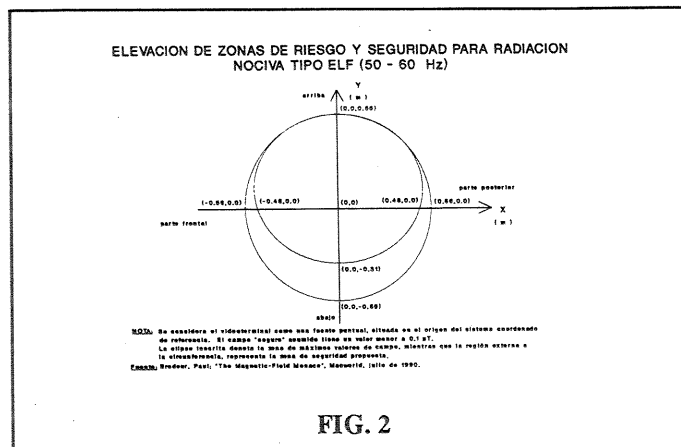 ELEVACION DE ZONAS DE RIESGO Y SEGURIDAD PARA RADIACION
NOCIVA TIPO ELF (50 - 60 Hz)
arriba
Y
(m)
(0.0,0.66)
parte posterior
(-0.66,0.0)
(-0.46,0.0)
(0,0)
(0.46,0.0)
(0.66,0.0)
X
(m)
parte frontal
(0.0,-0.31)
(0.0,-0.66)
abajo
NOTA: Se considera el videoterminal como una fuente puntual, situada en el origen del sistema coordenado
de referencia. El campo "seguro" asumido tiene un valor menor a 0,1 µT.
La elipse inscrita denota la zona de máximos valores de campo, mientras que la región externa a
la circunferencia, representa la zona de seguridad propuesta.
Fuente: Brodeur, Paul; "The Magnetic-Field Menace", Macworld, julio de 1990.
FIG. 2